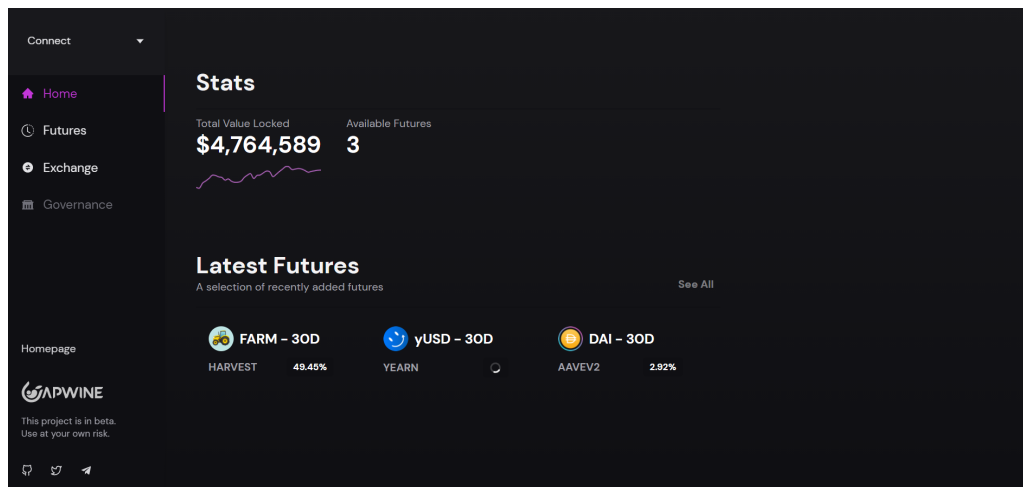 Connect
Home
Futures
Exchange
Governance
Homepage
APWINE
This project is in beta.
Use at your own risk.
Stats
Total Value Locked
$4,764,589
Available Futures
3
Latest Futures
A selection of recently added futures
See All
FARM – 30D
HARVEST 49.45%
yUSD – 30D
YEARN
DAI – 30D
AAVEV2 2.92%